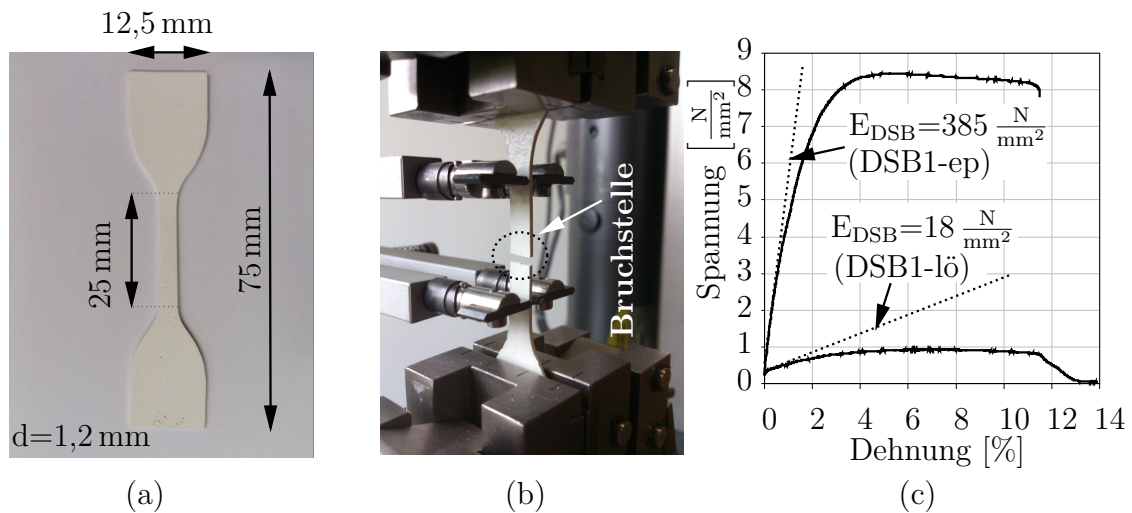 12,5 mm
25 mm
75 mm
d=1,2 mm
(a)
Bruchstelle
(b)
Spannung [N/mm²]
9
8
7
6
5
4
3
2
1
0
E_DSB=385 N/mm²
(DSB1-ep)
E_DSB=18 N/mm²
(DSB1-lö)
0 2 4 6 8 10 12 14
Dehnung [%]
(c)